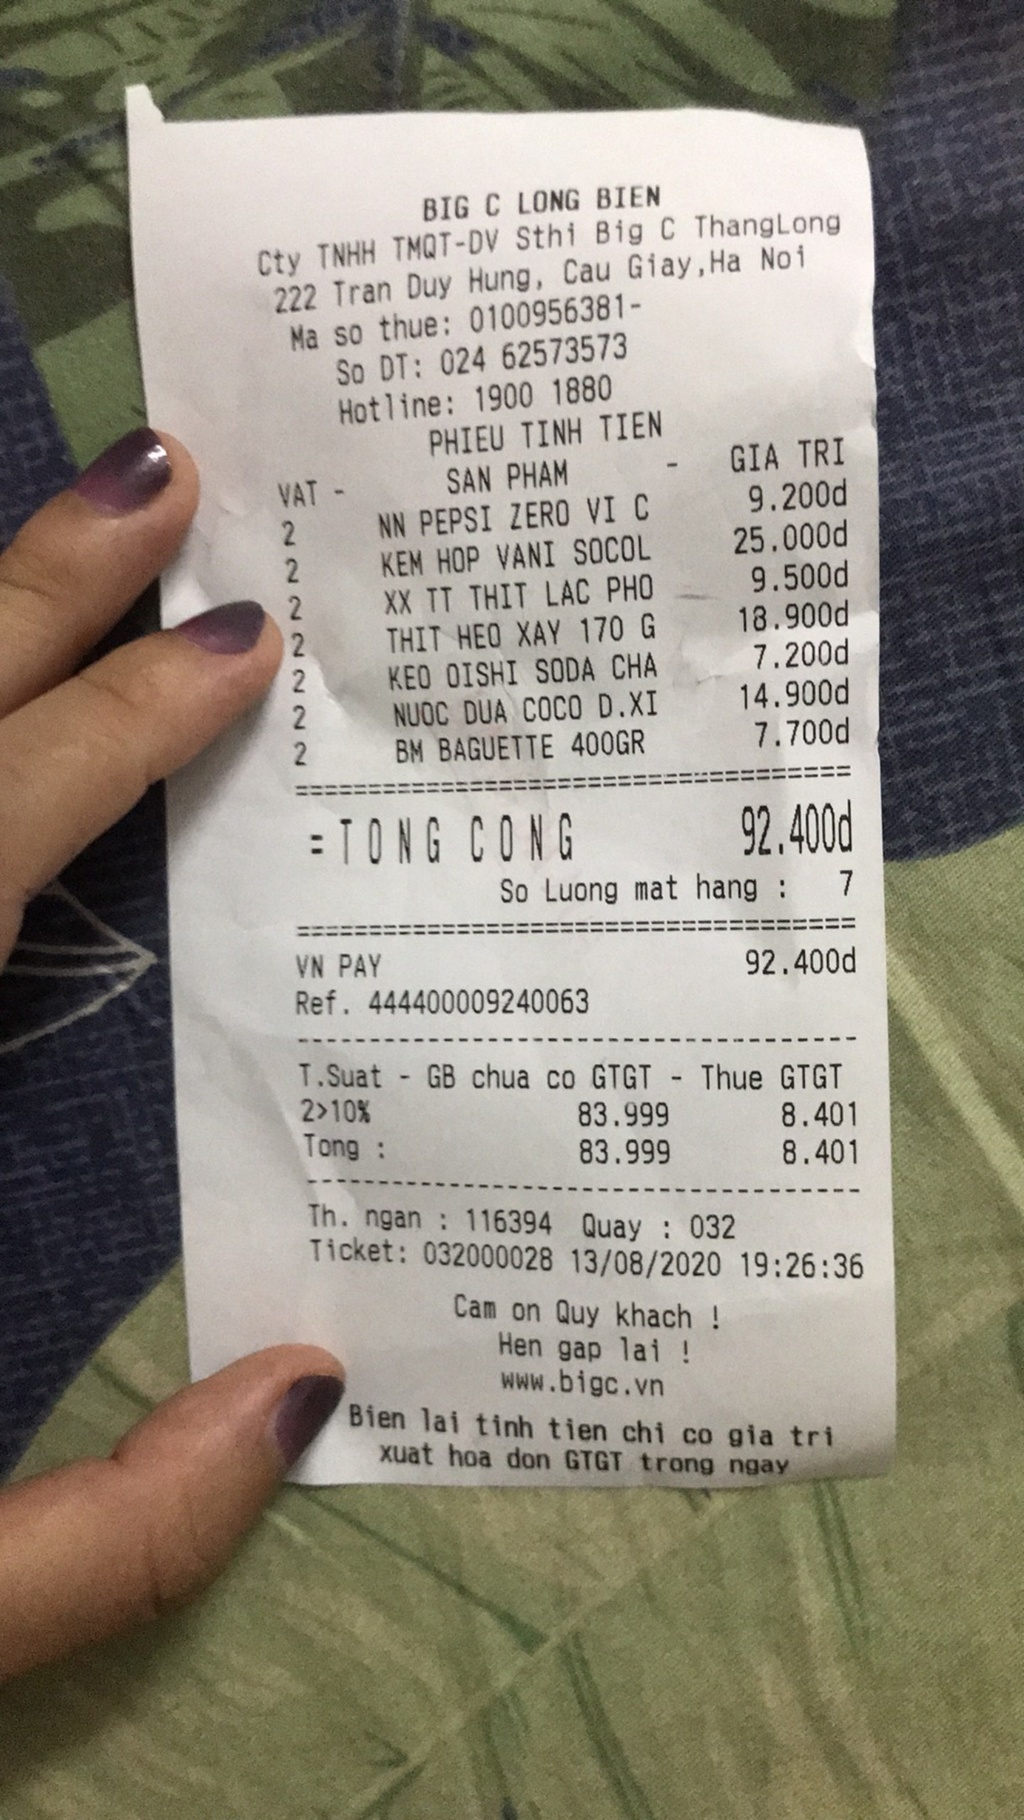 BIG C LONG BIEN
Cty TNHH TMQT-DV Sthi Big C ThangLong
222 Tran Duy Hung, Cau Giay,Ha Noi
Ma so thue: 0100956381-
So DT: 024 62573573
Hotline: 1900 1880
PHIEU TINH TIEN
VAT - SAN PHAM - GIA TRI
2 NN PEPSI ZERO VI C 9.200d
2 KEM HOP VANI SOCOL 25.000d
2 XX TT THIT LAC PHO 9.500d
2 THIT HEO XAY 170 G 18.900d
2 KEO OISHI SODA CHA 7.200d
2 NUOC DUA COCO D.XI 14.900d
2 BM BAGUETTE 400GR 7.700d
======================================
=TONG CONG 92.400d
So Luong mat hang : 7
======================================
VN PAY 92.400d
Ref. 444400009240063
--------------------------------------
T.Suat - GB chua co GTGT - Thue GTGT
2>10% 83.999 8.401
Tong : 83.999 8.401
--------------------------------------
Th. ngan : 116394 Quay : 032
Ticket: 032000028 13/08/2020 19:26:36
Cam on Quy khach !
Hen gap lai !
www.bigc.vn
Bien lai tinh tien chi co gia tri
xuat hoa don GTGT trong ngay